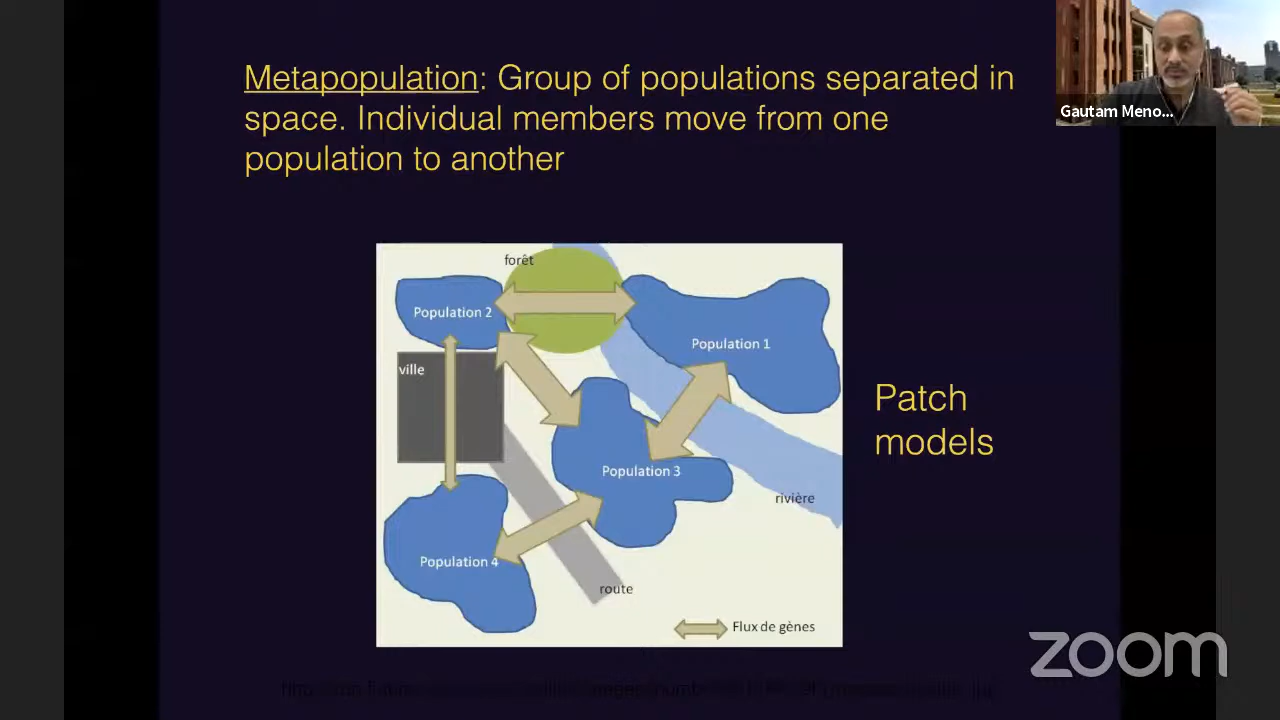 Metapopulation: Group of populations separated in
space. Individual members move from one
population to another
Gautam Meno...
forêt
Population 2
Population 1
ville
Patch
models
Population 3
rivière
Population 4
route
Flux de gènes
zoom